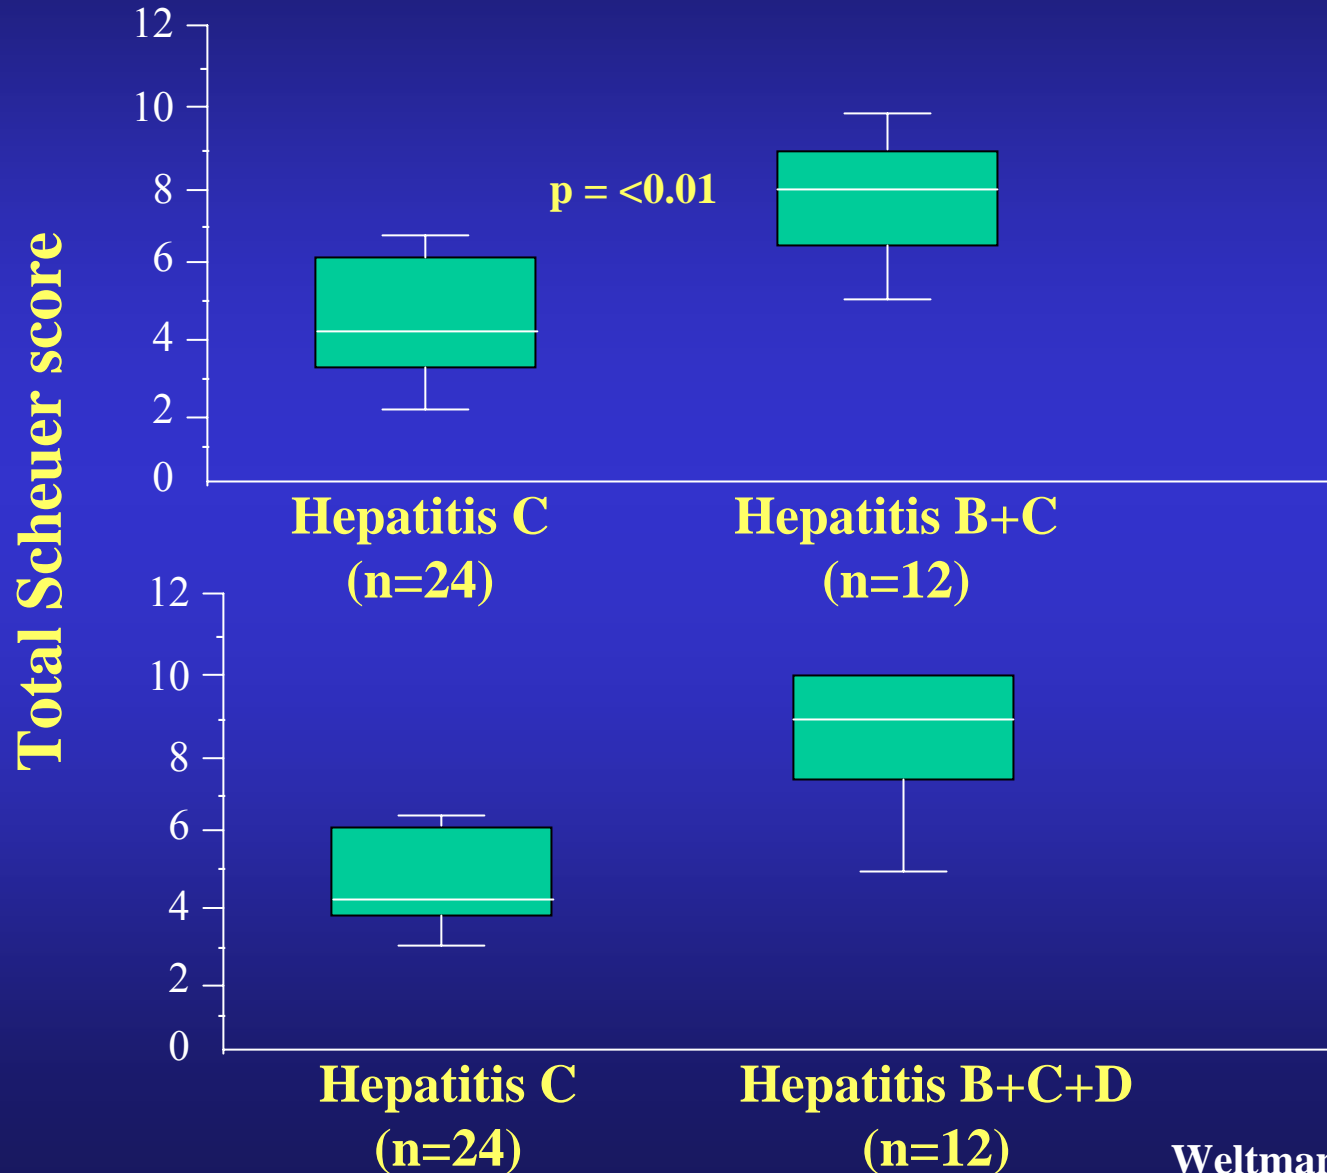 Total Scheuer score
12
10
8
6
4
2
0
p = <0.01
Hepatitis C
(n=24)
Hepatitis B+C
(n=12)
12
10
8
6
4
2
0
Hepatitis C
(n=24)
Hepatitis B+C+D
(n=12)